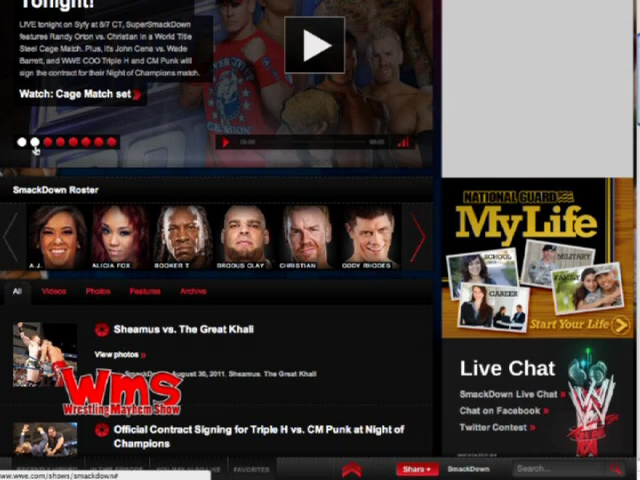 Tonight!
LIVE tonight on Syfy at 8/7 CT, SuperSmackDown
features Randy Orton vs. Christian in a World Title
Steel Cage Match. Plus, it's John Cena vs. Wade
Barrett, and WWE COO Triple H and CM Punk will
sign the contract for their Night of Champions match.
Watch: Cage Match set
00:00
00:00
SmackDown Roster
A.J.
ALICIA FOX
BOOKER T
BRODUS CLAY
CHRISTIAN
CODY RHODES
All
Videos
Photos
Features
Archive
Sheamus vs. The Great Khali
View photos »
SmackDown August 30, 2011. Sheamus. The Great Khali
Wms
Wrestling Mayhem Show
Official Contract Signing for Triple H vs. CM Punk at Night of
Champions
NATIONAL GUARD
My Life
SCHOOL
MILITARY
FAMILY
CAREER
Start Your Life
Live Chat
SmackDown Live Chat »
Chat on Facebook »
Twitter Contest »
FAVORITES
Share +
SmackDown
Search...
www.wwe.com/shows/smackdown#